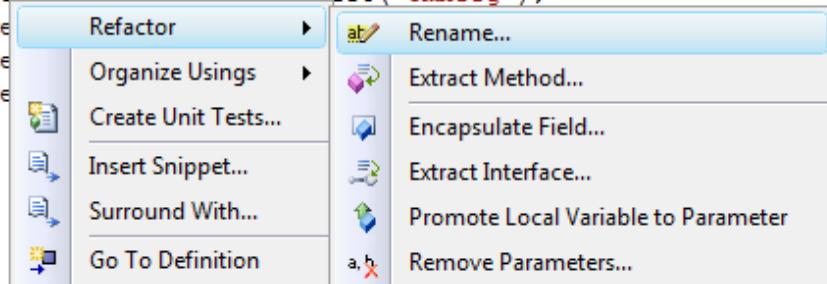 Refactor
Organize Usings
Create Unit Tests...
Insert Snippet...
Surround With...
Go To Definition
Rename...
Extract Method...
Encapsulate Field...
Extract Interface...
Promote Local Variable to Parameter
Remove Parameters...